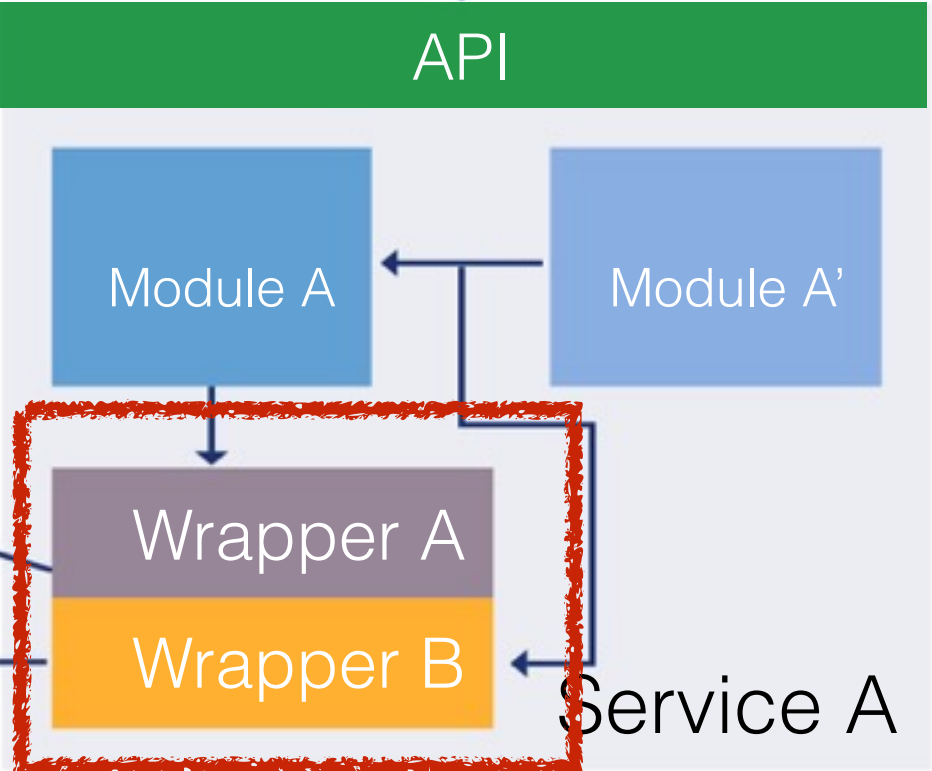 API
Module A
Module A’
Wrapper A
Wrapper B
Service A